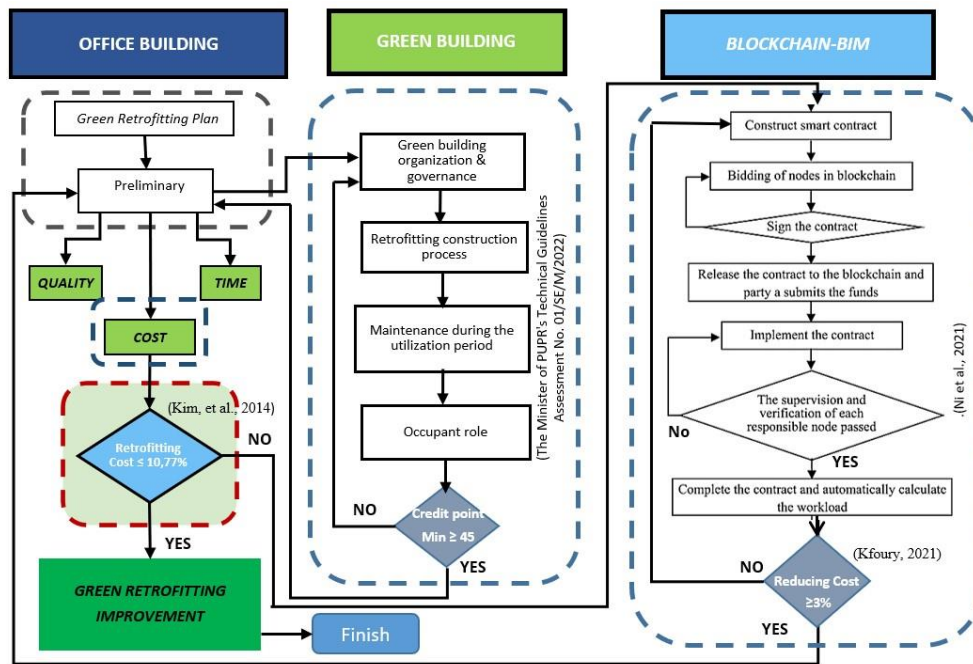 OFFICE BUILDING
Green Retrofitting Plan
Preliminary
QUALITY
TIME
COST
(Kim, et al., 2014)
Retrofitting
Cost ≤ 10,77%
NO
YES
GREEN RETROFITTING
IMPROVEMENT
Finish
GREEN BUILDING
Green building
organization &
governance
Retrofitting construction
process
Maintenance during the
utilization period
Occupant role
Credit point
Min ≥ 45
NO
YES
(The Minister of PUPR's Technical Guidelines
Assessment No. 01/SE/M/2022)
BLOCKCHAIN-BIM
Construct smart contract
Bidding of nodes in blockchain
Sign the contract
Release the contract to the blockchain and
party a submits the funds
Implement the contract
The supervision and
verification of each
responsible node passed
No
YES
Complete the contract and automatically calculate
the workload
(Kfoury, 2021)
Reducing Cost
≥3%
NO
YES
.(Ni et al., 2021)